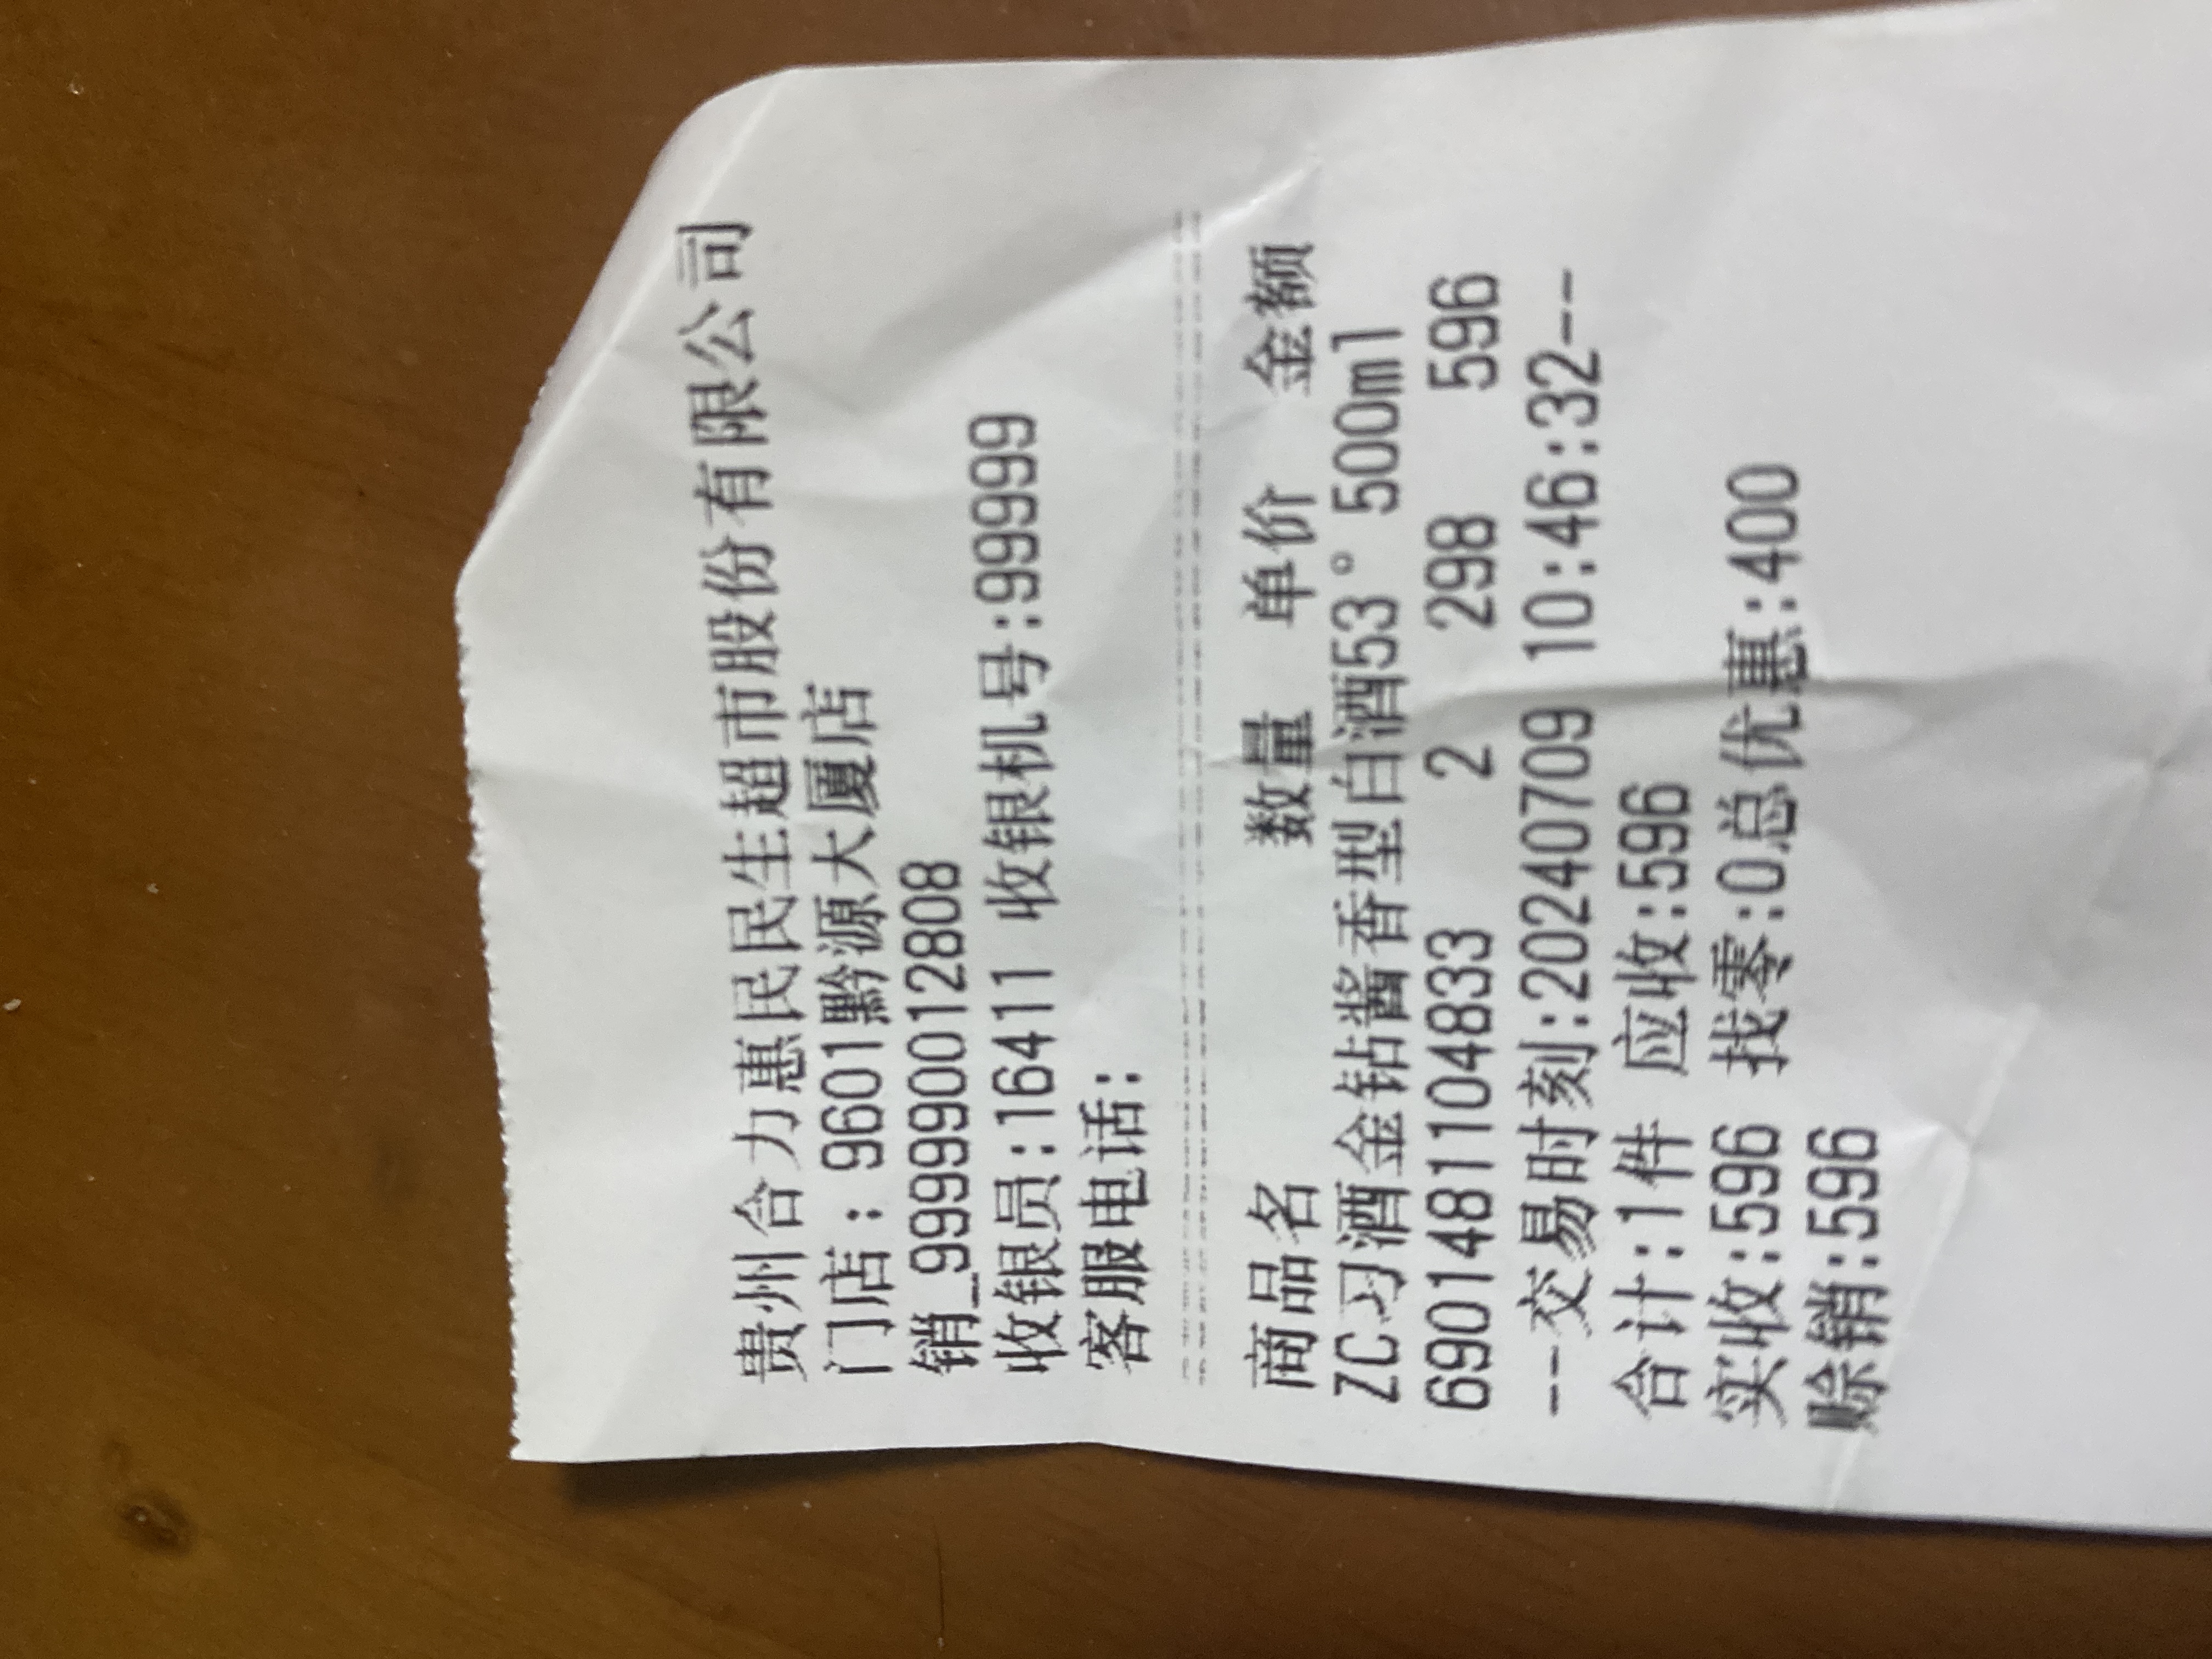 贵州合力惠民民生超市股份有限公司
门店: 9601黔源大厦店
销_999990012808
收银员:16411 收银机号:99999
客服电话:
商品名 数量 单价 金额
ZC习酒金钻酱香型白酒53°500ml
6901481104833 2 298 596
--交易时刻:20240709 10:46:32--
合计:1件 应收:596
实收:596 找零:0总优惠:400
赊销:596